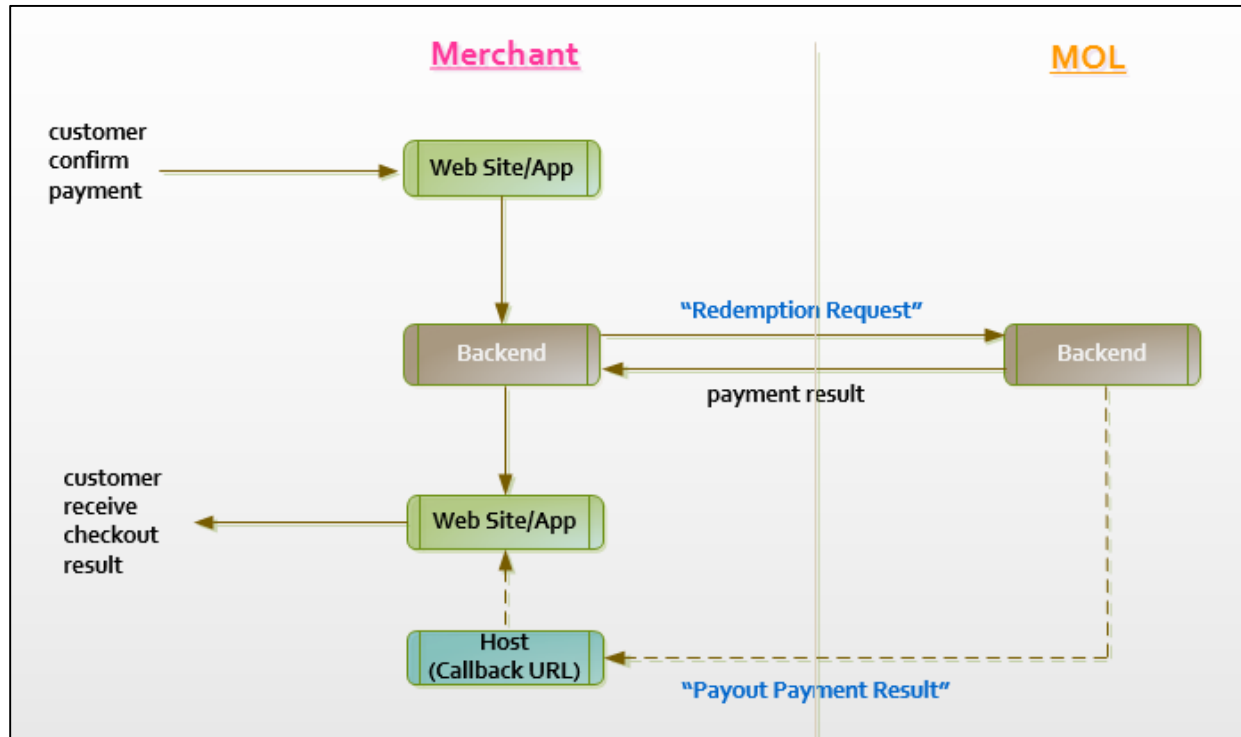 Merchant
MOL
customer
confirm
payment
Web Site/App
“Redemption Request”
Backend
Backend
payment result
customer
receive
checkout
result
Web Site/App
Host
(Callback URL)
“Payout Payment Result”